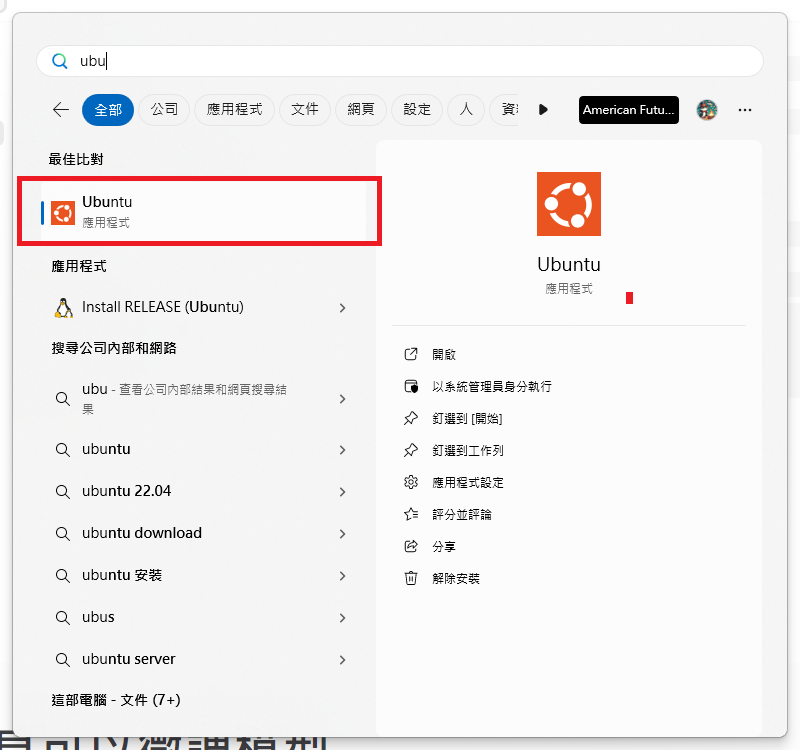 ubu
全部
公司
應用程式
文件
網頁
設定
人
American Futu...
最佳比對
Ubuntu
應用程式
應用程式
Install RELEASE (Ubuntu)
搜尋公司內部和網路
ubu - 查看公司內部結果和網頁搜尋結
果
ubuntu
ubuntu 22.04
ubuntu download
ubuntu 安裝
ubus
ubuntu server
這部電腦 - 文件 (7+)
Ubuntu
應用程式
開啟
以系統管理員身分執行
釘選到 [開始]
釘選到工作列
應用程式設定
評分並評論
分享
解除安裝